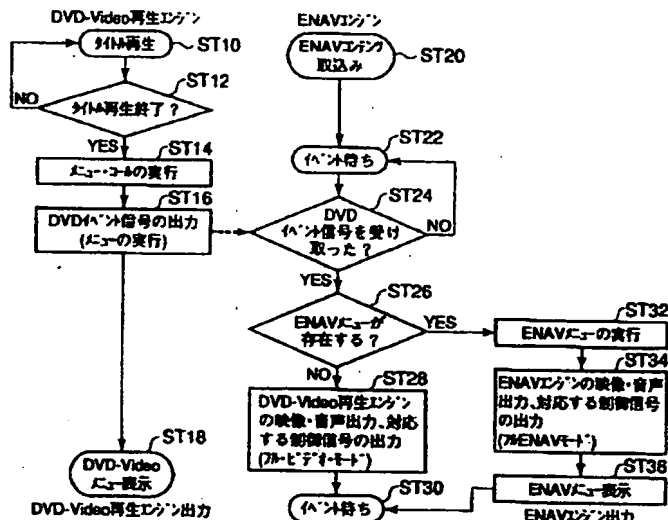 DVD-Video再生エンジン
タイトル再生
ST10
ST12
NO
タイトル再生終了？
YES
ST14
メニュー・コールの実行
ST16
DVDイベント信号の出力
(メニューの実行)
ST18
DVD-Video
メニュー表示
DVD-Video再生エンジン出力
ENAVエンジン
ENAVコンテンツ
取込み
ST20
ST22
イベント待ち
ST24
DVD
イベント信号を受け
取った？
NO
YES
ST26
ENAVメニューが
存在する？
YES
NO
ST28
DVD-Video再生エンジン
の映像・音声出力、対応
する制御信号の出力
(フル・ビデオ・モード)
ST30
イベント待ち
ST32
ENAVメニューの実行
ST34
ENAVエンジンの映像・音声
出力、対応する制御信号
の出力
(フルENAVモード)
ST36
ENAVメニュー表示
ENAVエンジン出力